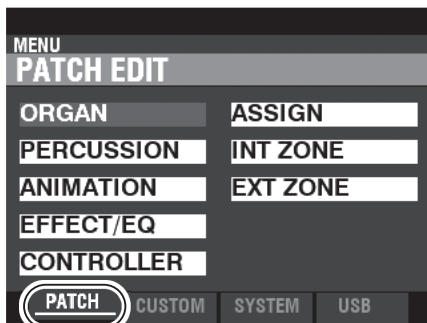 MENU
PATCH EDIT
ORGAN
PERCUSSION
ANIMATION
EFFECT/EQ
CONTROLLER
ASSIGN
INT ZONE
EXT ZONE
PATCH CUSTOM SYSTEM USB